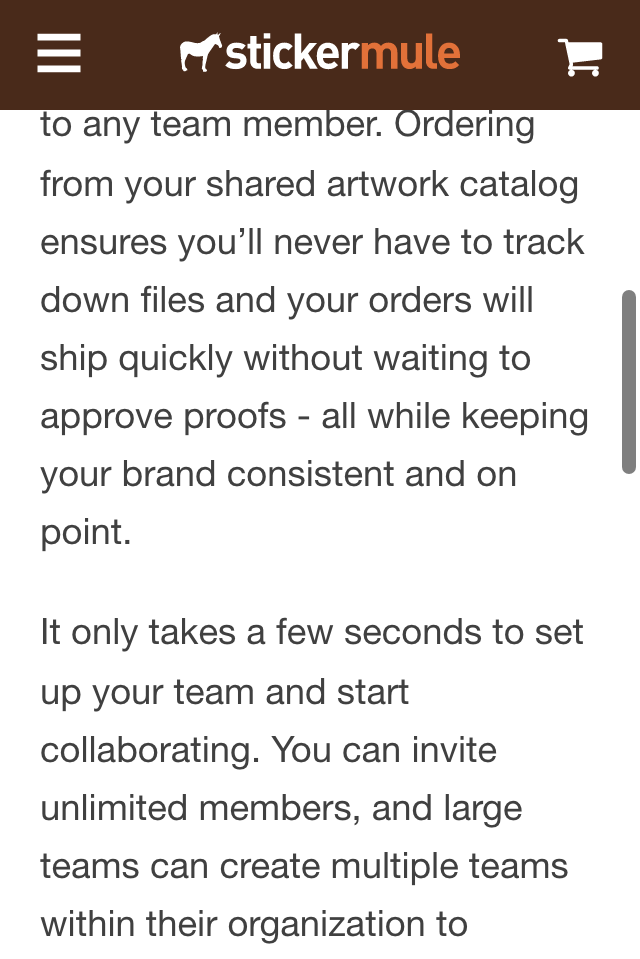 stickermule
to any team member. Ordering
from your shared artwork catalog
ensures you’ll never have to track
down files and your orders will
ship quickly without waiting to
approve proofs - all while keeping
your brand consistent and on
point.
It only takes a few seconds to set
up your team and start
collaborating. You can invite
unlimited members, and large
teams can create multiple teams
within their organization to